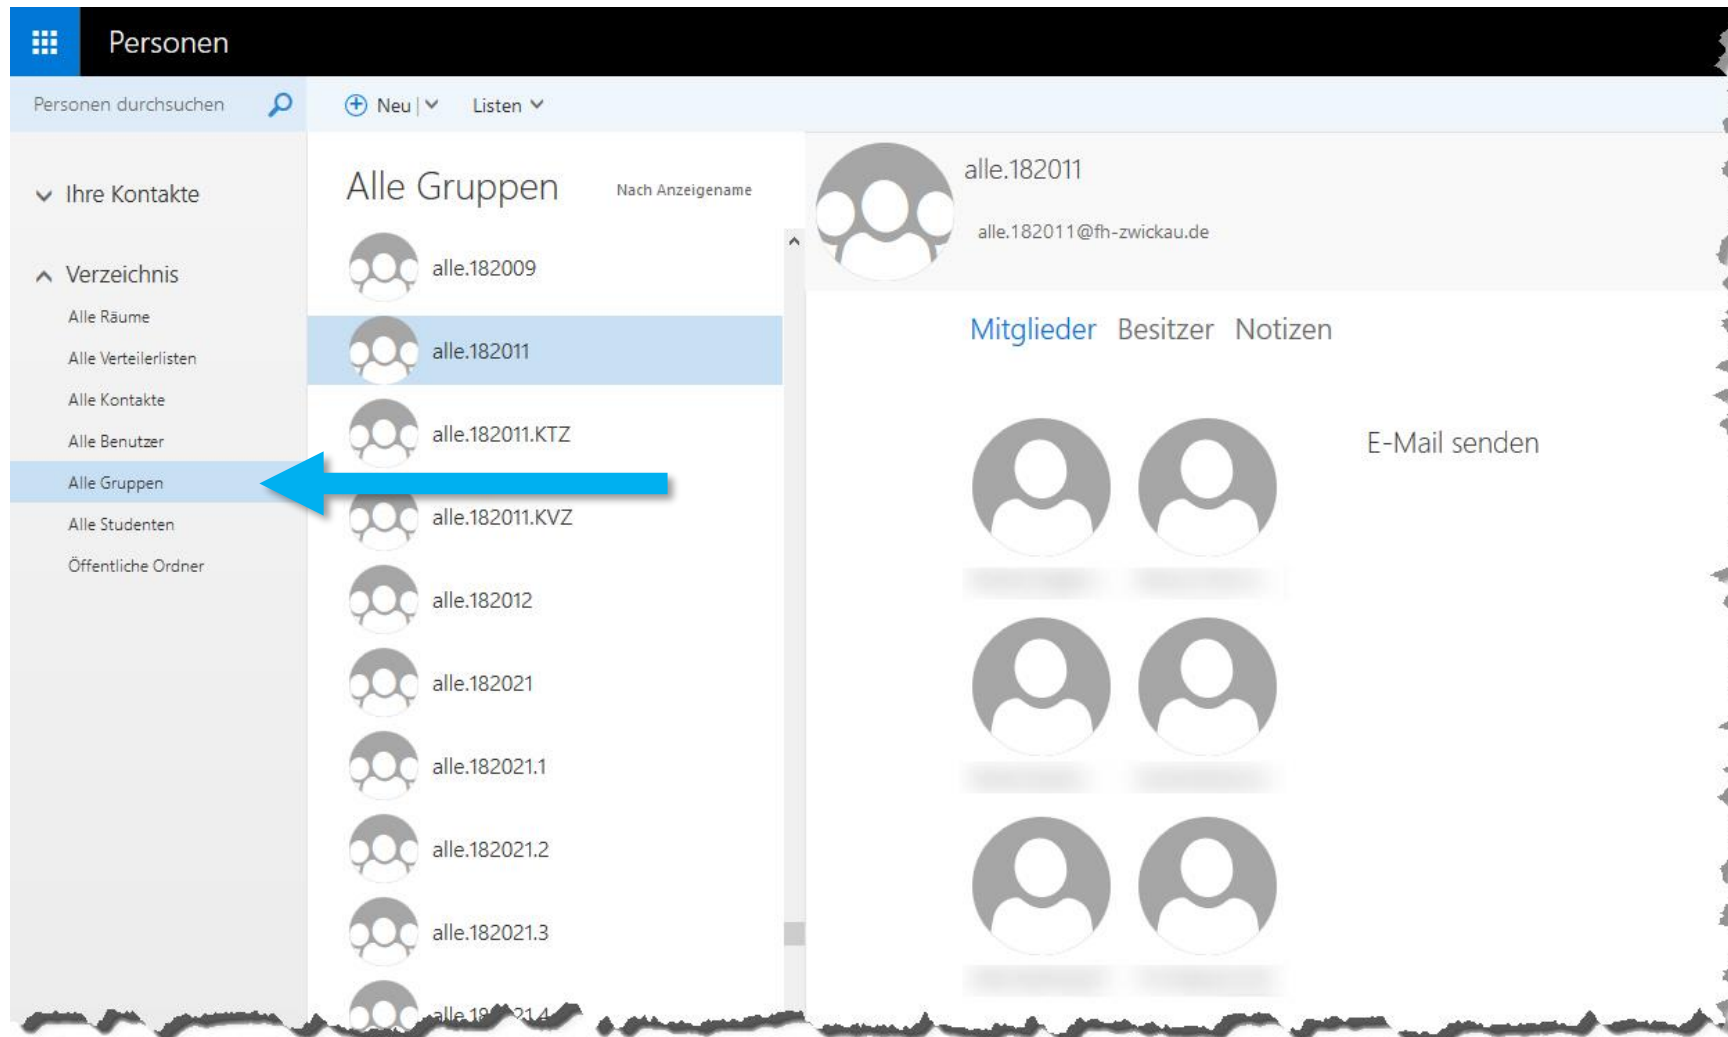 Personen
Personen durchsuchen
Neu
Listen
Ihre Kontakte
Verzeichnis
Alle Räume
Alle Verteilerlisten
Alle Kontakte
Alle Benutzer
Alle Gruppen
Alle Studenten
Öffentliche Ordner
Alle Gruppen
Nach Anzeigename
alle.182009
alle.182011
alle.182011.KTZ
alle.182011.KVZ
alle.182012
alle.182021
alle.182021.1
alle.182021.2
alle.182021.3
alle.182021.4
alle.182011
alle.182011@fh-zwickau.de
Mitglieder Besitzer Notizen
E-Mail senden